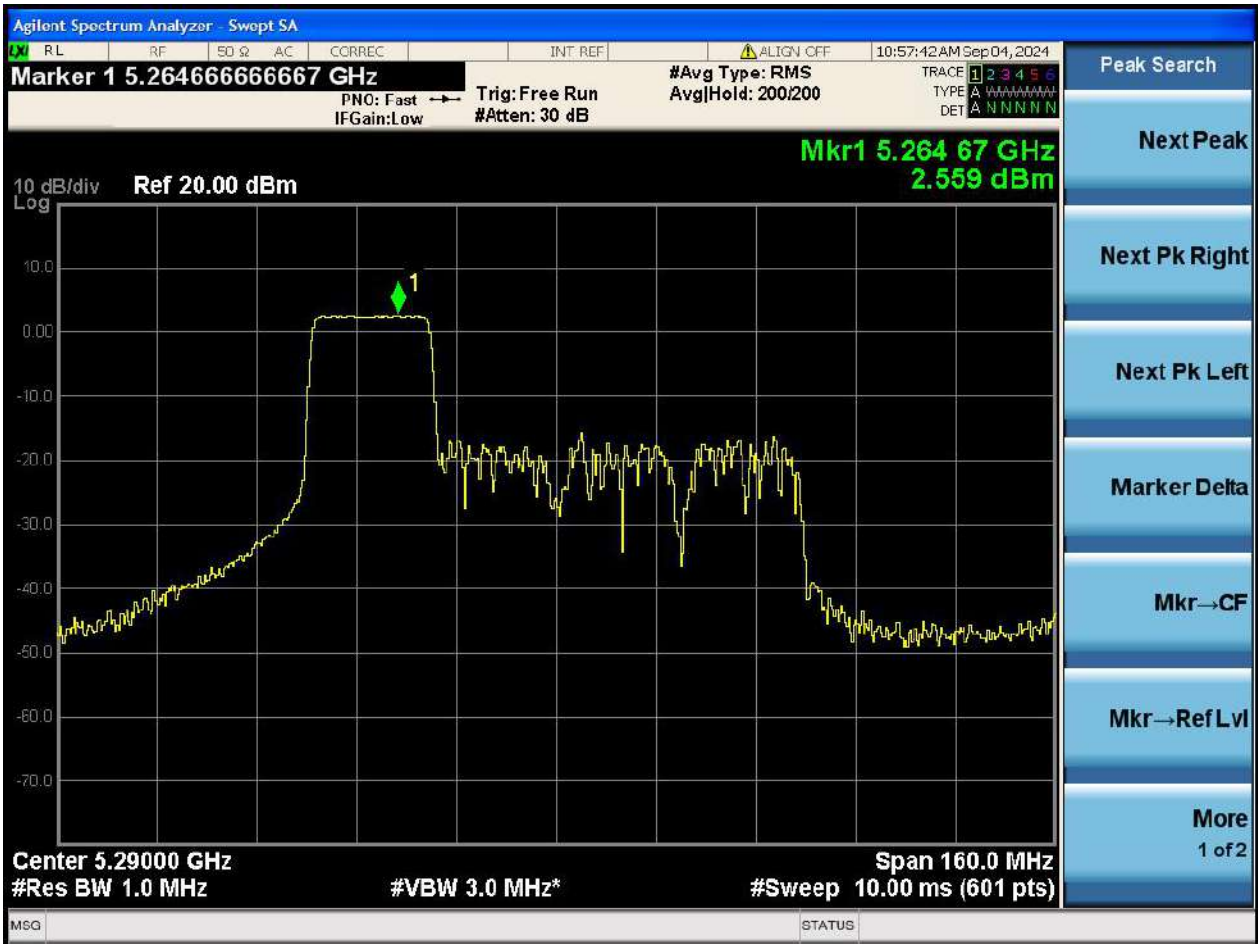 Agilent Spectrum Analyzer - Swept SA
LXI RL RF 50 Ω AC CORREC INT REF ALIGN OFF 10:57:42 AM Sep 04, 2024
Marker 1 5.264666666667 GHz
PNO: Fast
IFGain:Low
Trig: Free Run
#Atten: 30 dB
#Avg Type: RMS
Avg|Hold: 200/200
TRACE 1 2 3 4 5 6
TYPE A WWWWW
DET A N N N N N
Mkr1 5.264 67 GHz
2.559 dBm
10 dB/div Ref 20.00 dBm
Log
1
10.0
0.00
-10.0
-20.0
-30.0
-40.0
-50.0
-60.0
-70.0
Center 5.29000 GHz Span 160.0 MHz
#Res BW 1.0 MHz #VBW 3.0 MHz* #Sweep 10.00 ms (601 pts)
MSG STATUS
Peak Search
Next Peak
Next Pk Right
Next Pk Left
Marker Delta
Mkr→CF
Mkr→Ref Lvl
More
1 of 2